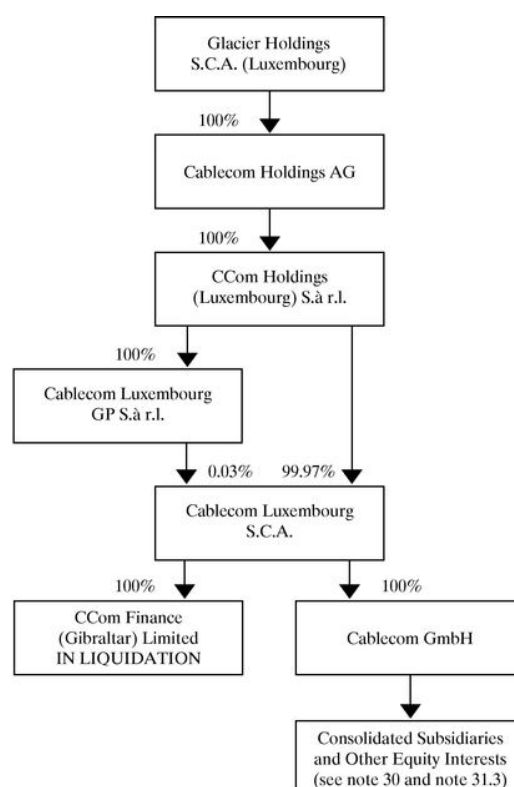 Glacier Holdings
S.C.A. (Luxembourg)
100%
Cablecom Holdings AG
100%
CCom Holdings
(Luxembourg) S.à r.l.
100%
Cablecom Luxembourg
GP S.à r.l.
0.03% 99.97%
Cablecom Luxembourg
S.C.A.
100% 100%
CCom Finance
(Gibraltar) Limited
IN LIQUIDATION
Cablecom GmbH
Consolidated Subsidiaries
and Other Equity Interests
(see note 30 and note 31.3)